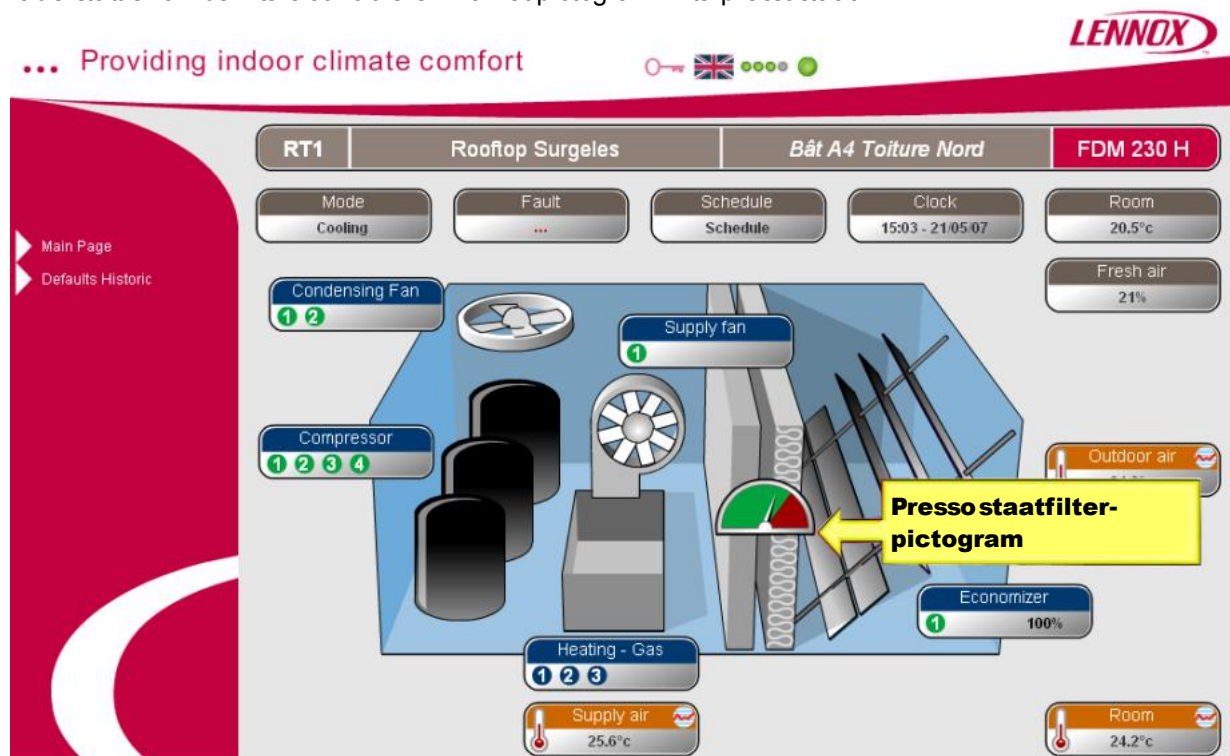 LENNOX
... Providing indoor climate comfort
RT1 Rooftop Surgeles Bât A4 Toiture Nord FDM 230 H
Mode Fault Schedule Clock Room
Cooling ... Schedule 15:03 - 21/05/07 20.5°c
Main Page
Defaults Historic
Fresh air
21%
Condensing Fan
1 2
Supply fan
1
Compressor
1 2 3 4
Outdoor air
Pressostaatfilter-
pictogram
Economizer
1 100%
Heating - Gas
1 2 3
Supply air
25.6°c
Room
24.2°c